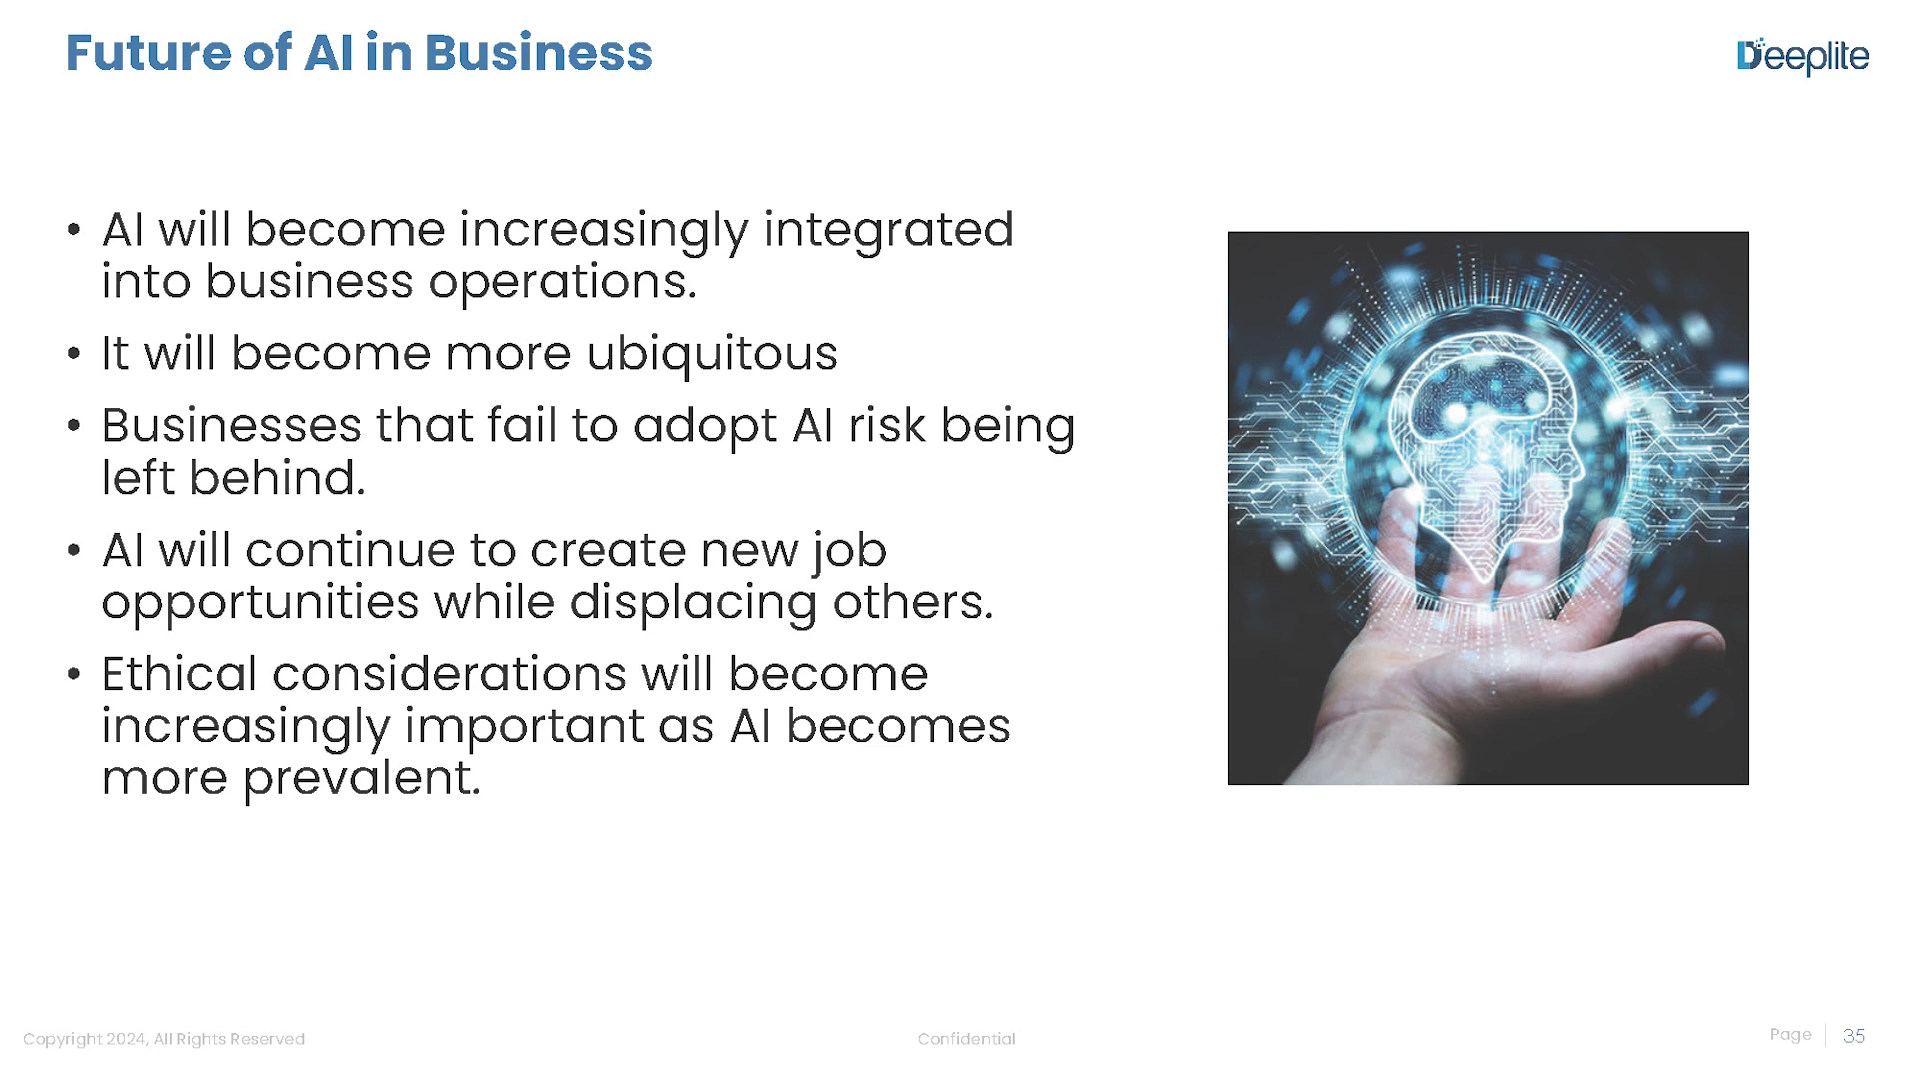 Future of AI in Business
Deeplite
• AI will become increasingly integrated
into business operations.
• It will become more ubiquitous
• Businesses that fail to adopt AI risk being
left behind.
• AI will continue to create new job
opportunities while displacing others.
• Ethical considerations will become
increasingly important as AI becomes
more prevalent.
Copyright 2024, All Rights Reserved
Confidential
Page 35